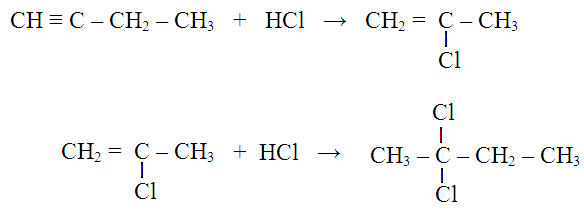 CH ≡ C – CH₂ – CH₃ + HCl → CH₂ = C – CH₃
Cl
Cl
CH₂ = C – CH₃ + HCl → CH₃ – C – CH₂ – CH₃
Cl Cl